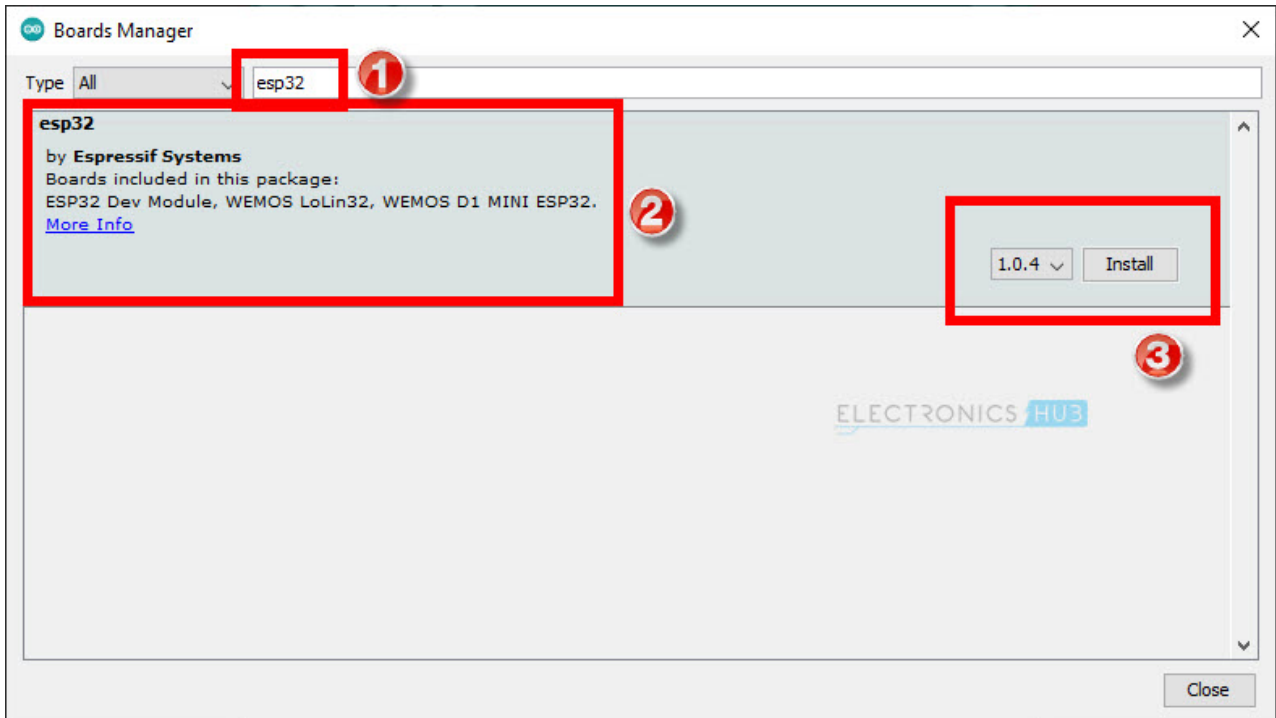 Boards Manager
Type All esp32 1
esp32
by Espressif Systems
Boards included in this package:
ESP32 Dev Module, WEMOS LoLin32, WEMOS D1 MINI ESP32.
More Info
2
1.0.4 Install
3
ELECTRONICS HUB
Close